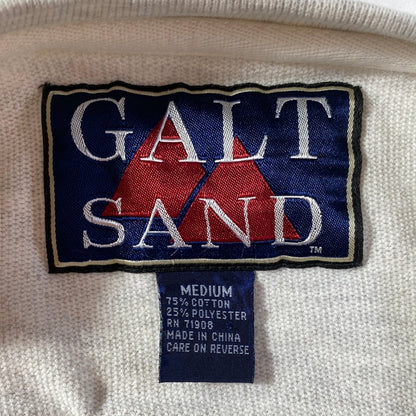 GALT
SAND
TM
MEDIUM
75% COTTON
25% POLYESTER
RN 71908
MADE IN CHINA
CARE ON REVERSE